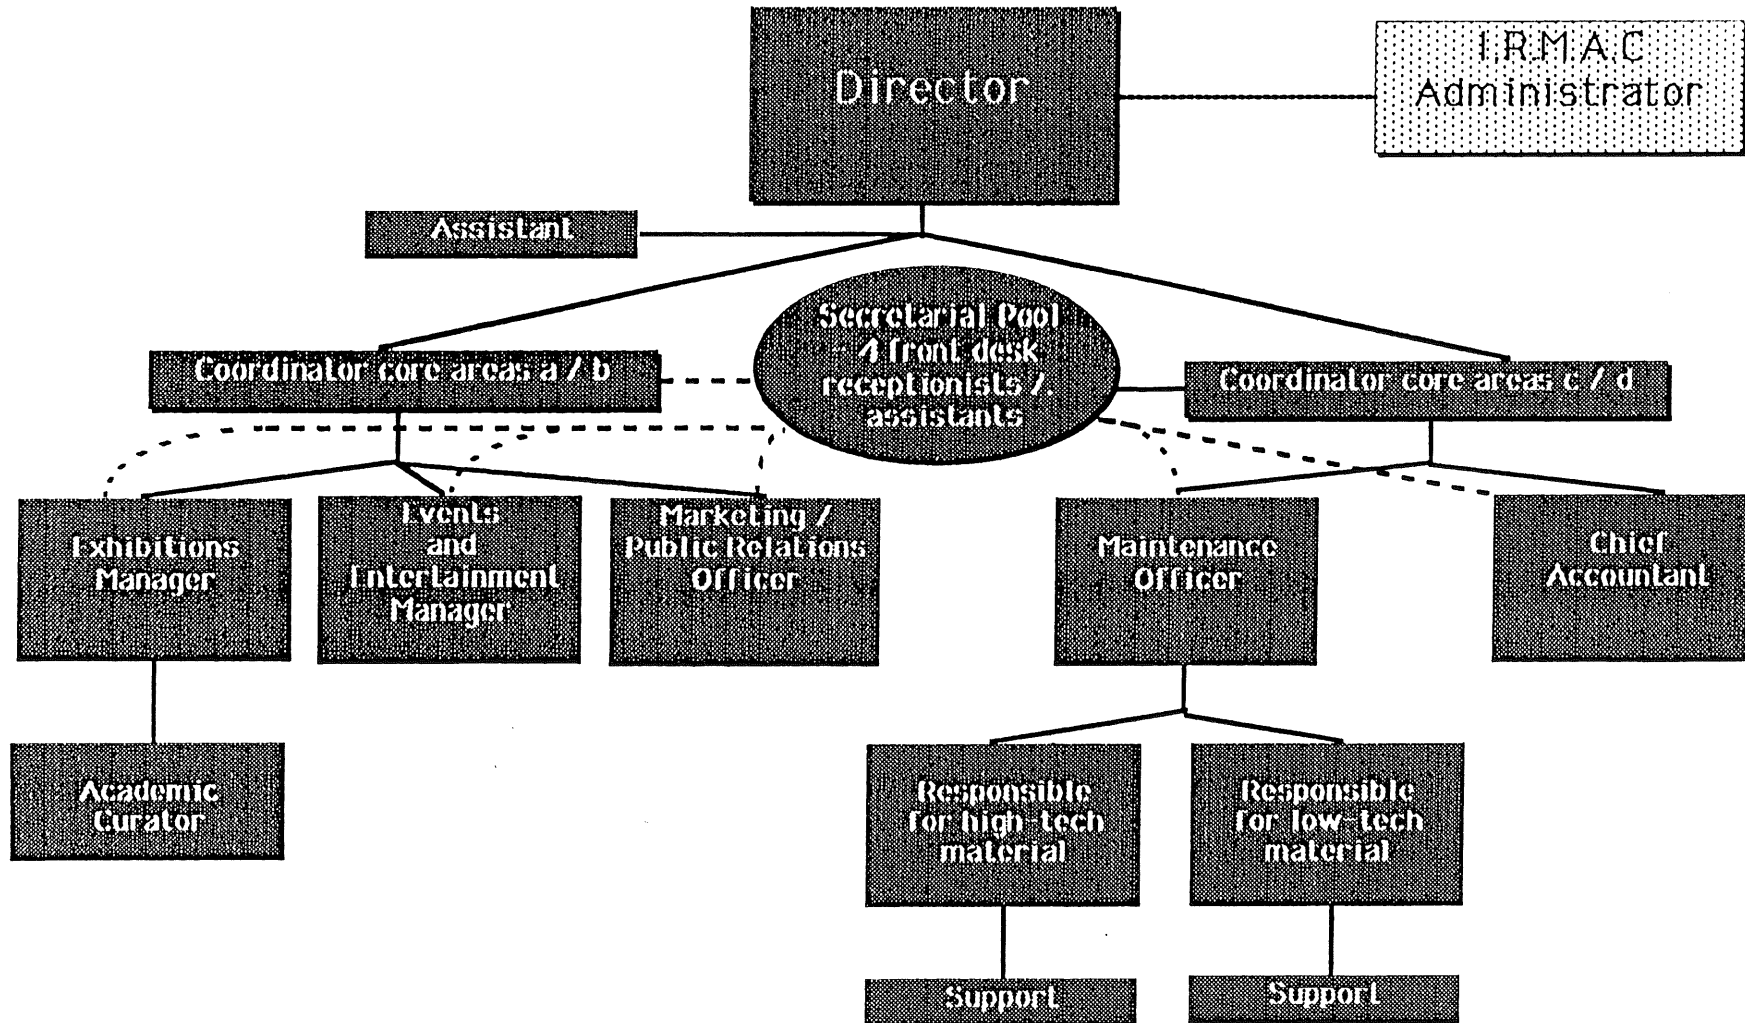 Director
I.R.M.A.C
Administrator
Assistant
Secretarial Pool
4 front desk
receptionists /.
assistants
Coordinator core areas a / b
Coordinator core areas c / d
Exhibitions
Manager
Events
and
Entertainment
Manager
Marketing /
Public Relations
Officer
Maintenance
Officer
Chief
Accountant
Academic
Curator
Responsible
for high-tech
material
Responsible
for low-tech
material
Support
Support